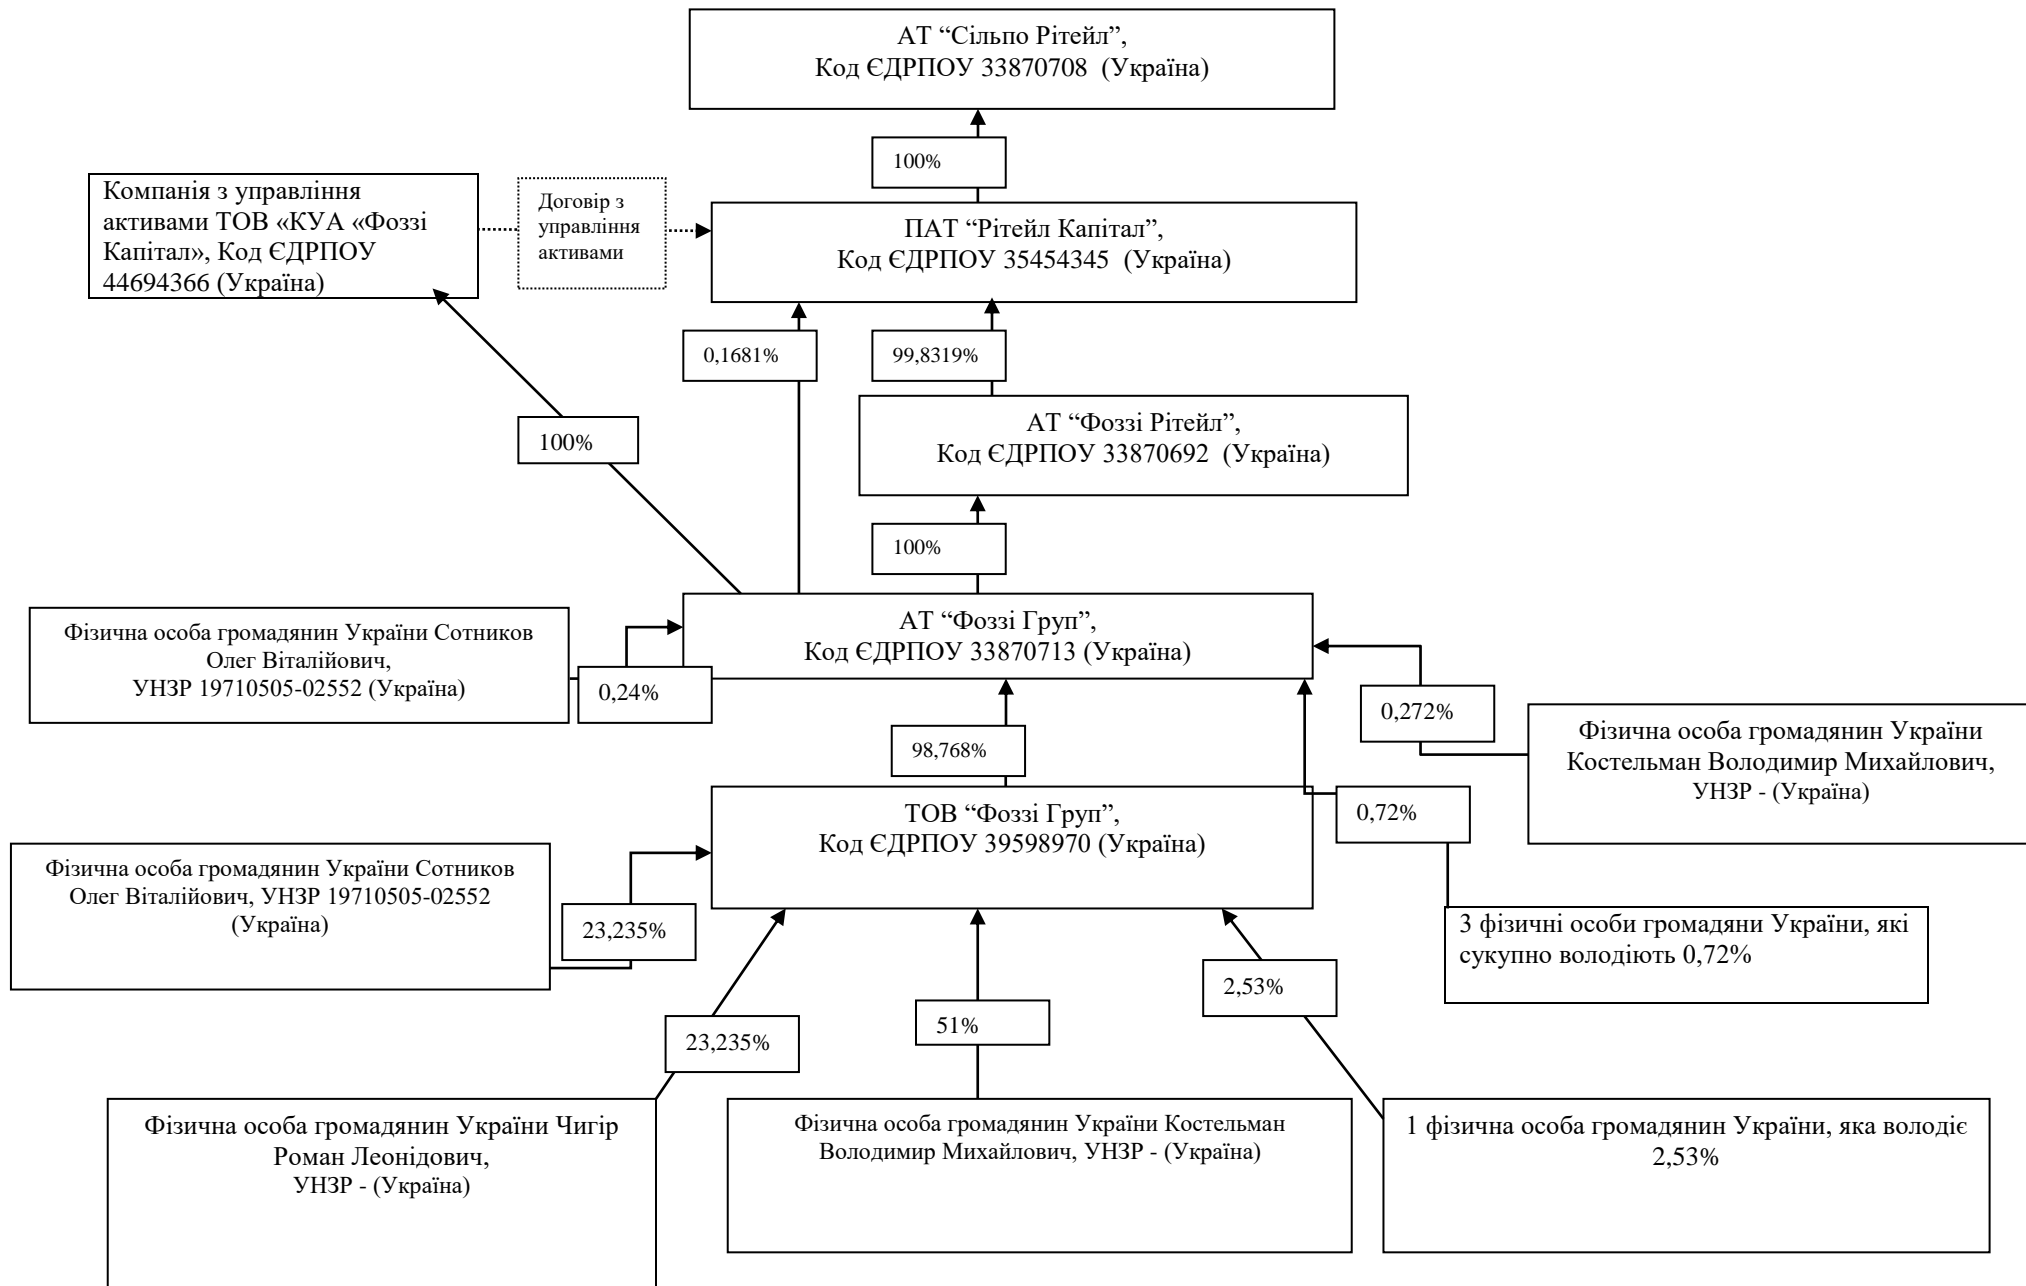 АТ “Сільпо Рітейл”,
Код ЄДРПОУ 33870708 (Україна)
100%
Компанія з управління
активами ТОВ «КУА «Фоззі
Капітал», Код ЄДРПОУ
44694366 (Україна)
Договір з
управління
активами
ПАТ “Рітейл Капітал”,
Код ЄДРПОУ 35454345 (Україна)
0,1681%
99,8319%
АТ “Фоззі Рітейл”,
Код ЄДРПОУ 33870692 (Україна)
100%
100%
Фізична особа громадянин України Сотников
Олег Віталійович,
УНЗР 19710505-02552 (Україна)
0,24%
АТ “Фоззі Груп”,
Код ЄДРПОУ 33870713 (Україна)
0,272%
Фізична особа громадянин України
Костельман Володимир Михайлович,
УНЗР - (Україна)
98,768%
0,72%
ТОВ “Фоззі Груп”,
Код ЄДРПОУ 39598970 (Україна)
Фізична особа громадянин України Сотников
Олег Віталійович, УНЗР 19710505-02552
(Україна)
23,235%
3 фізичні особи громадяни України, які
сукупно володіють 0,72%
23,235%
51%
2,53%
Фізична особа громадянин України Чигір
Роман Леонідович,
УНЗР - (Україна)
Фізична особа громадянин України Костельман
Володимир Михайлович, УНЗР - (Україна)
1 фізична особа громадянин України, яка володіє
2,53%